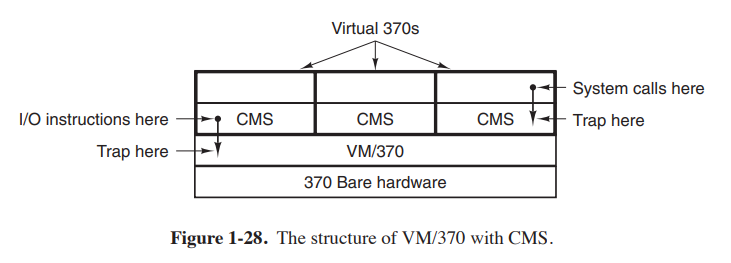 Virtual 370s
System calls here
I/O instructions here CMS CMS CMS Trap here
Trap here VM/370
370 Bare hardware
Figure 1-28. The structure of VM/370 with CMS.